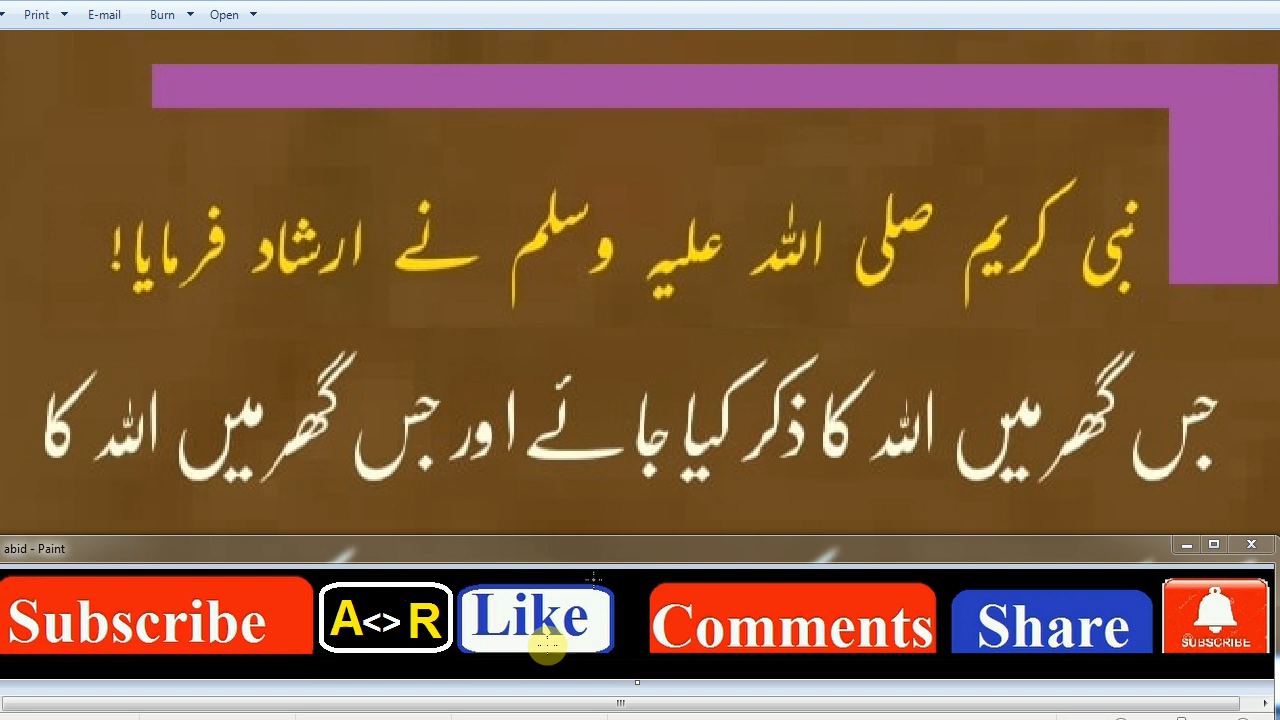 Print E-mail Burn Open
نبی کریم صلی اللہ علیہ وسلم نے ارشاد فرمایا!
جس گھر میں اللہ کا ذکر کیا جائے اور جس گھر میں اللہ کا
abid - Paint
Subscribe A<>R Like Comments Share SUBSCRIBE